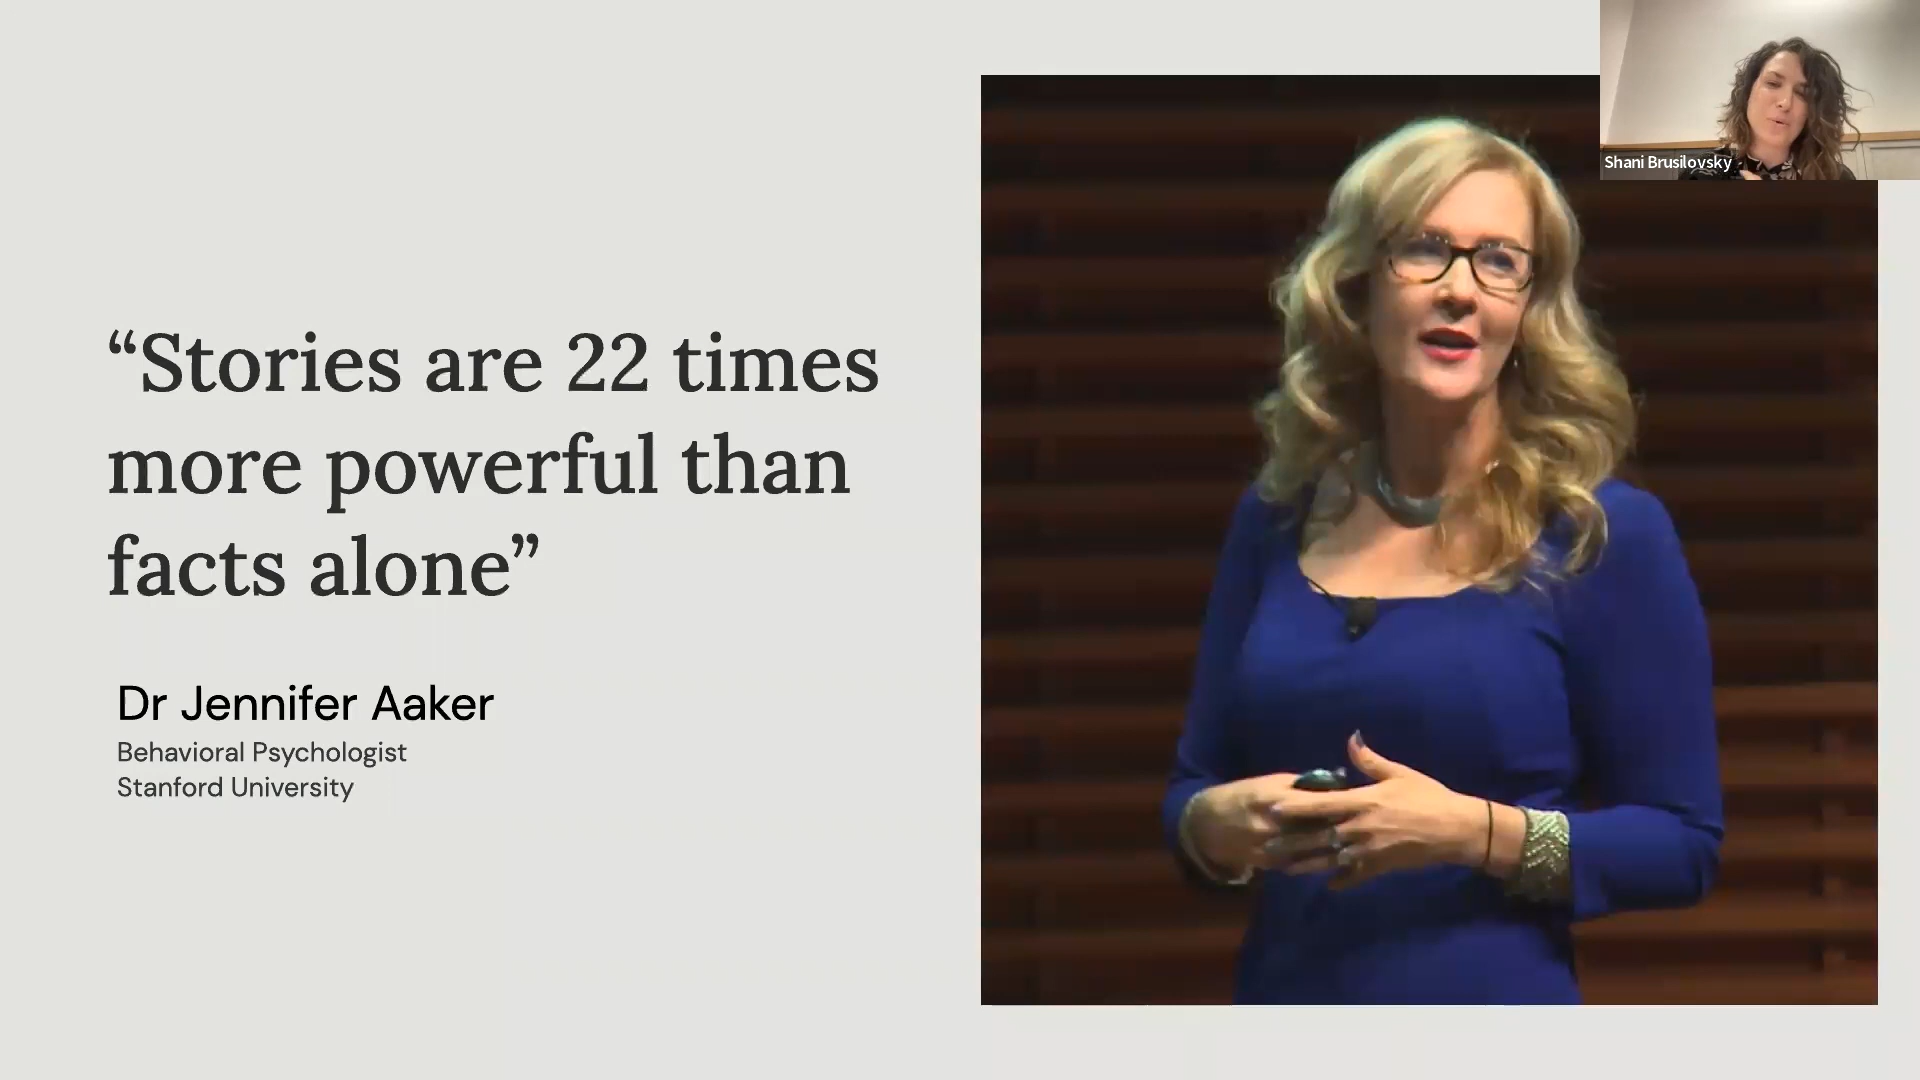 Shani Brusilovsky
“Stories are 22 times
more powerful than
facts alone”
Dr Jennifer Aaker
Behavioral Psychologist
Stanford University